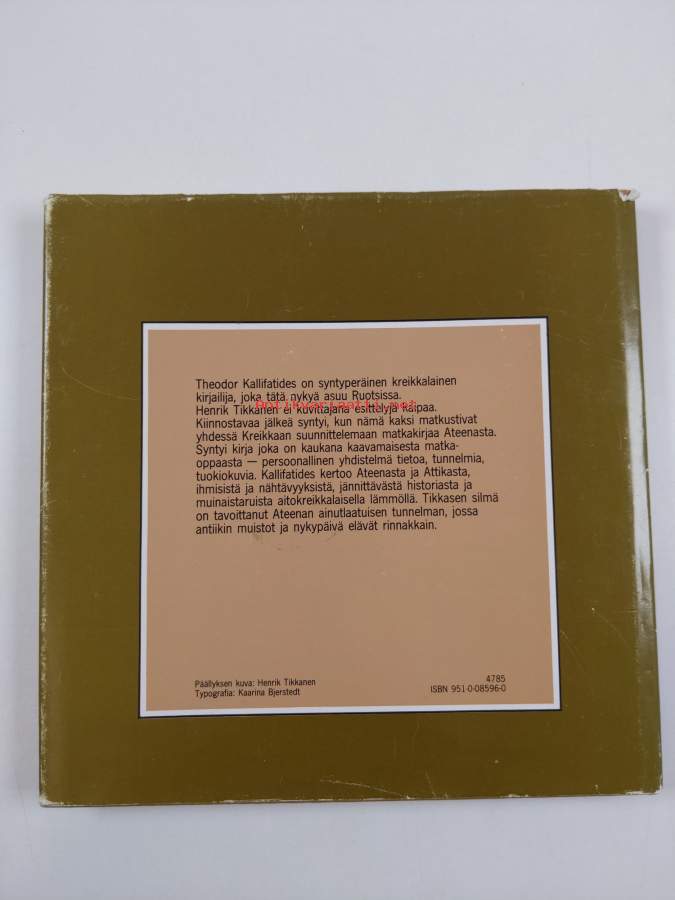 Theodor Kallifatides on syntyperäinen kreikkalainen
kirjailija, joka tätä nykyä asuu Ruotsissa.
Antikvariaatti.net
Henrik Tikkanen ei kuvittajana esittelyjä kaipaa.
Kiinnostavaa jälkeä syntyi, kun nämä kaksi matkustivat
yhdessä Kreikkaan suunnittelemaan matkakirjaa Ateenasta.
Syntyi kirja joka on kaukana kaavamaisesta matka-
oppaasta — persoonallinen yhdistelmä tietoa, tunnelmia,
tuokiokuvia. Kallifatides kertoo Ateenasta ja Attikasta,
ihmisistä ja nähtävyyksistä, jännittävästä historiasta ja
muinaistaruista aitokreikkalaisella lämmöllä. Tikkasen silmä
on tavoittanut Ateenan ainutlaatuisen tunnelman, jossa
antiikin muistot ja nykypäivä elävät rinnakkain.
Päällyksen kuva: Henrik Tikkanen
Typografia: Kaarina Bjerstedt
4785
ISBN 951-0-08596-0